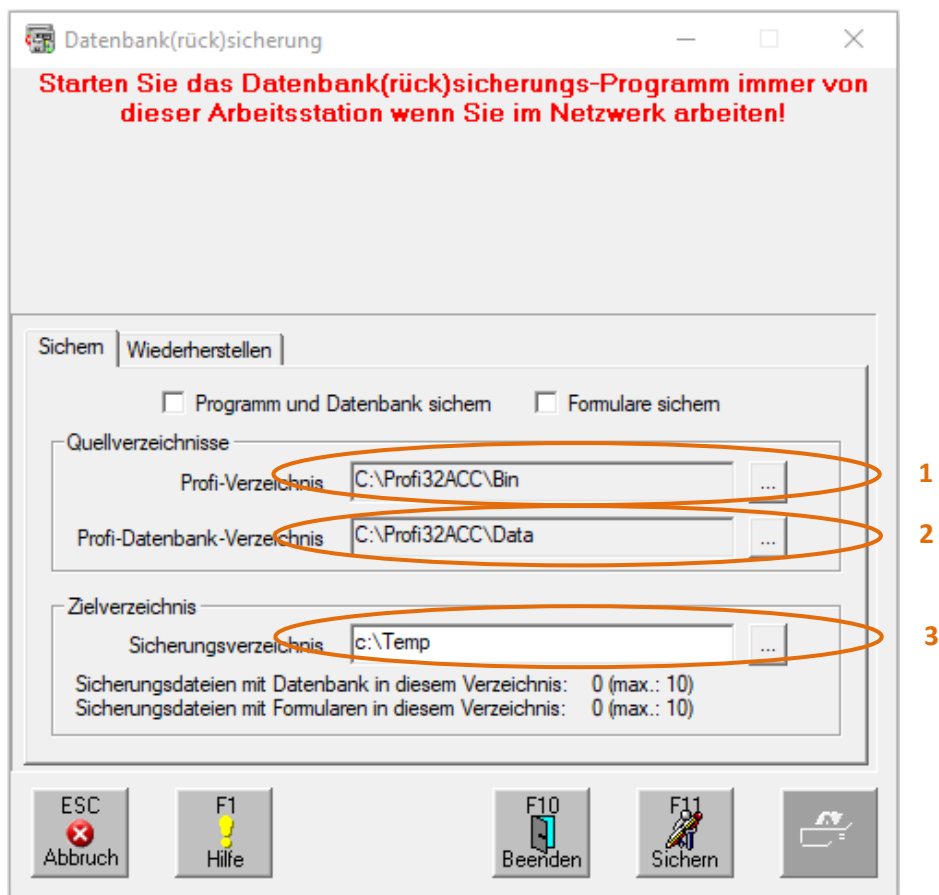 Datenbank(rück)sicherung
Starten Sie das Datenbank(rück)sicherungs-Programm immer von
dieser Arbeitsstation wenn Sie im Netzwerk arbeiten!
Sichern Wiederherstellen
Programm und Datenbank sichern Formulare sichern
Quellverzeichnisse
Profi-Verzeichnis C:\Profi32ACC\Bin ... 1
Profi-Datenbank-Verzeichnis C:\Profi32ACC\Data ... 2
Zielverzeichnis
Sicherungsverzeichnis c:\Temp ... 3
Sicherungsdateien mit Datenbank in diesem Verzeichnis: 0 (max.: 10)
Sicherungsdateien mit Formularen in diesem Verzeichnis: 0 (max.: 10)
ESC F1 F10 F11
Abbruch Hilfe Beenden Sichern